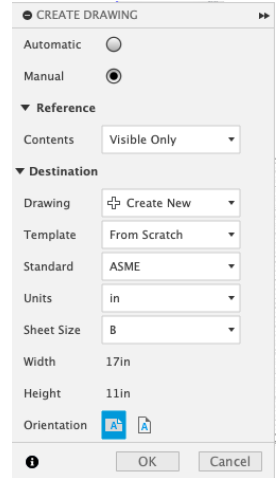 CREATE DRAWING
Automatic
Manual
Reference
Contents Visible Only
Destination
Drawing Create New
Template From Scratch
Standard ASME
Units in
Sheet Size B
Width 17in
Height 11in
Orientation A A
OK Cancel